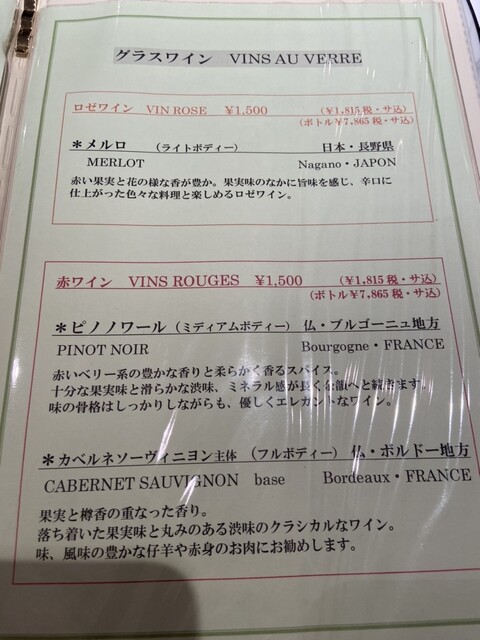 グラスワイン　VINS AU VERRE
ロゼワイン　VIN ROSE　¥1,500　（¥1,815 税・サ込）
（ボトル¥7,865 税・サ込）
＊メルロ　（ライトボディー）　日本・長野県
MERLOT　Nagano・JAPON
赤い果実と花の様な香が豊か。果実味のなかに旨味を感じ、辛口に
仕上がった色々な料理と楽しめるロゼワイン。
赤ワイン　VINS ROUGES　¥1,500　（¥1,815 税・サ込）
（ボトル¥7,865 税・サ込）
＊ピノノワール　（ミディアムボディー）　仏・ブルゴーニュ地方
PINOT NOIR　Bourgogne・FRANCE
赤いベリー系の豊かな香りと柔らかく香るスパイス。
十分な果実味と滑らかな渋味、ミネラル感が長く余韻へと続きます。
味の骨格はしっかりしながらも、優しくエレガントなワイン。
＊カベルネソーヴィニヨン主体　（フルボディー）　仏・ボルドー地方
CABERNET SAUVIGNON　base　Bordeaux・FRANCE
果実と樽香の重なった香り。
落ち着いた果実味と丸みのある渋味のクラシカルなワイン。
味、風味の豊かな仔羊や赤身のお肉にお勧めします。